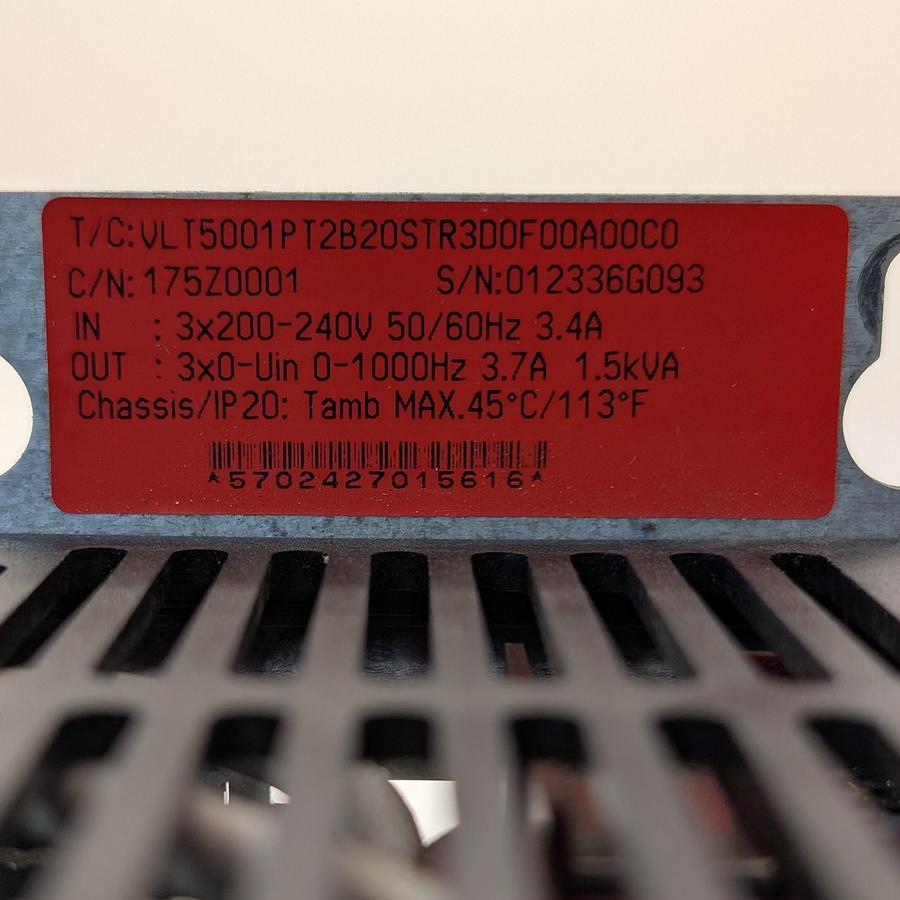 T/C:VLT5001PT2B20STR3D0F00A00C0
C/N:175Z0001 S/N:012336G093
IN : 3x200-240V 50/60Hz 3.4A
OUT : 3x0-Uin 0-1000Hz 3.7A 1.5kVA
Chassis/IP20: Tamb MAX.45°C/113°F
*5702427015616*